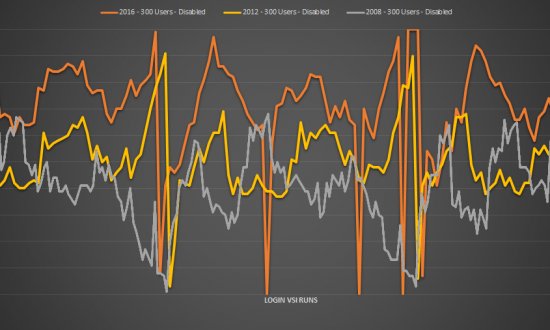 2016 - 300 Users - Disabled 2012 - 300 Users - Disabled 2008 - 300 Users - Disabled
LOGIN VSI RUNS